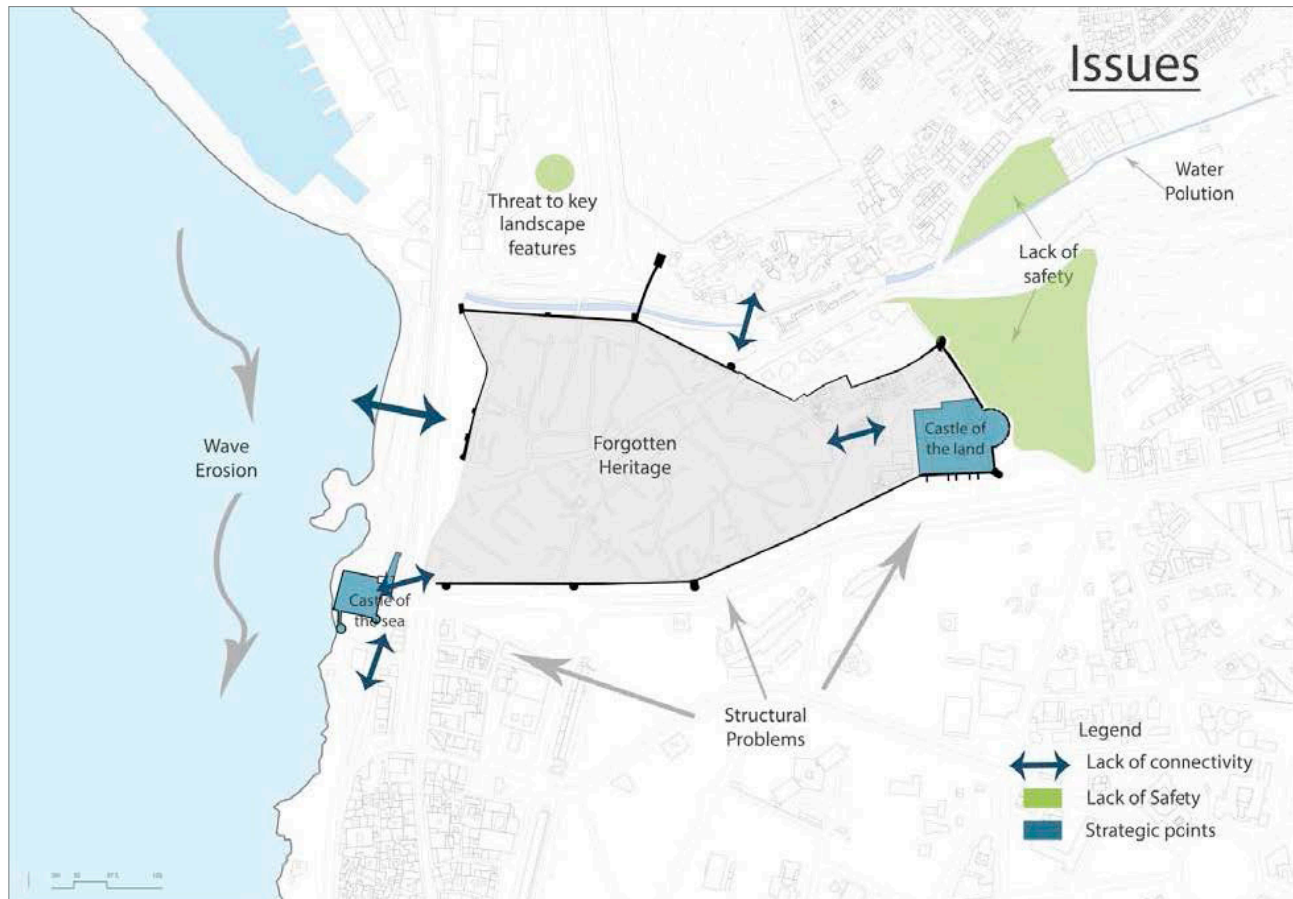 Issues
Water
Polution
Threat to key
landscape
features
Lack of
safety
Wave
Erosion
Forgotten
Heritage
Castle of
the land
Castle of
the sea
Structural
Problems
Legend
Lack of connectivity
Lack of Safety
Strategic points